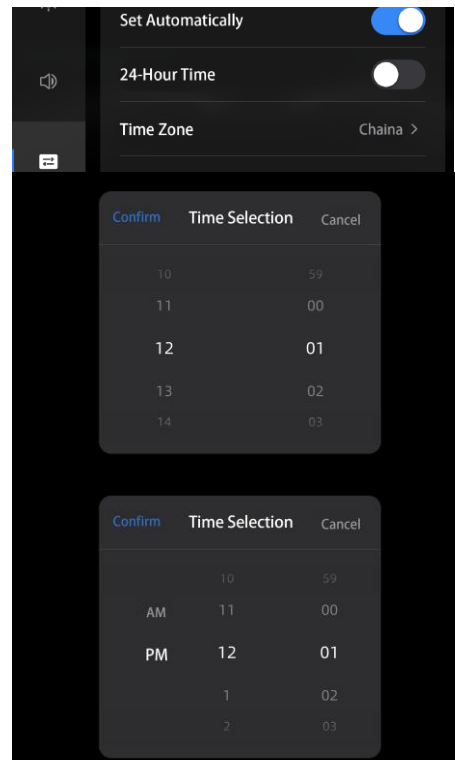 Set Automatically
24-Hour Time
Time Zone Chaina >
Confirm Time Selection Cancel
10 59
11 00
12 01
13 02
14 03
Confirm Time Selection Cancel
10 59
AM 11 00
PM 12 01
1 02
2 03